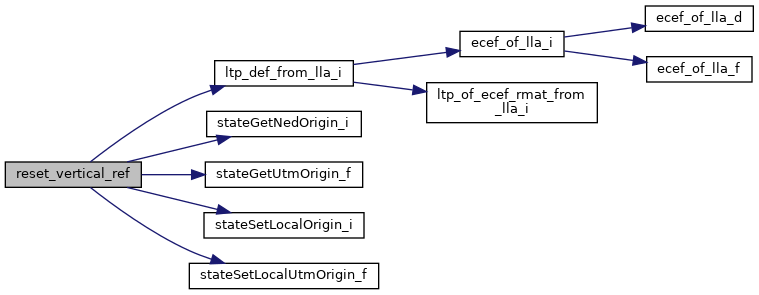 reset_vertical_ref
ltp_def_from_lla_i
stateGetNedOrigin_i
stateGetUtmOrigin_f
stateSetLocalOrigin_i
stateSetLocalUtmOrigin_f
ecef_of_lla_i
ltp_of_ecef_rmat_from
_lla_i
ecef_of_lla_d
ecef_of_lla_f